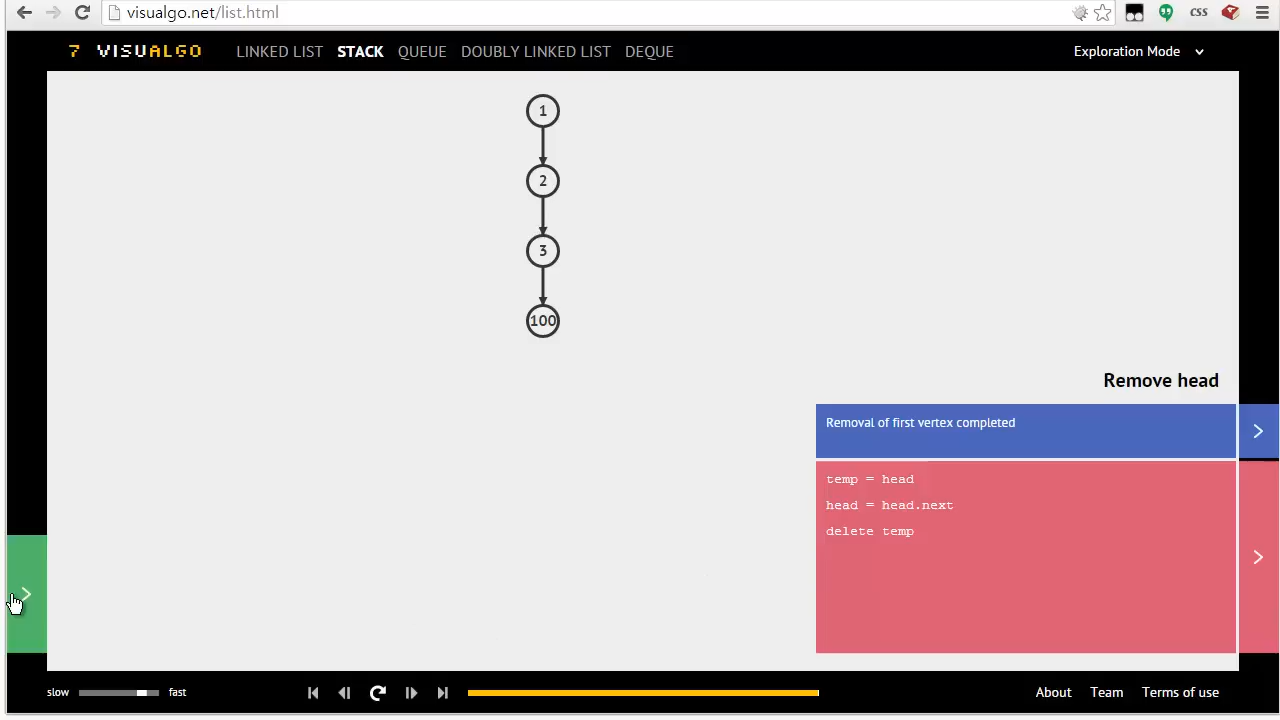 visualgo.net/list.html
css
7 VISUALGO LINKED LIST STACK QUEUE DOUBLY LINKED LIST DEQUE Exploration Mode
1
2
3
100
Remove head
Removal of first vertex completed
temp = head
head = head.next
delete temp
slow fast About Team Terms of use